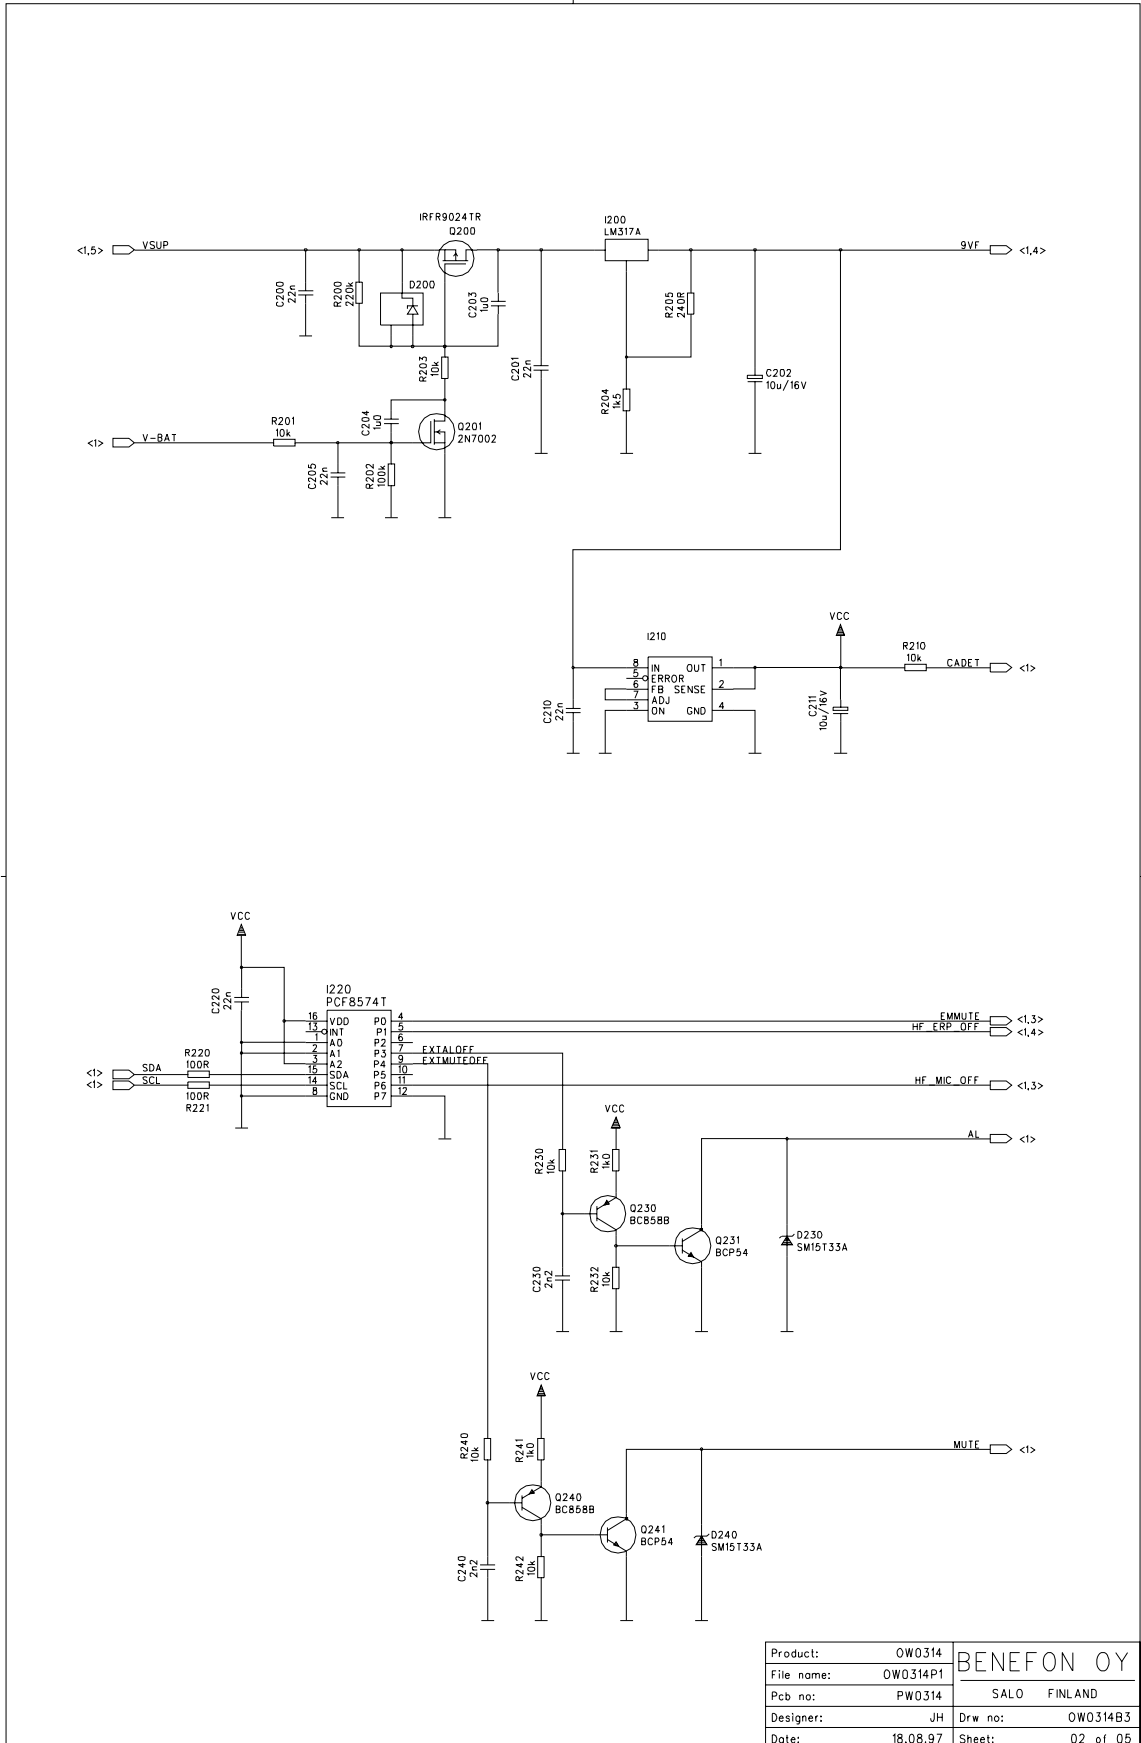 IRFR9024TR
Q200
I200
LM317A
<1,5>
VSUP
9VF
<1,4>
C200
22n
R200
220k
D200
C203
1u0
R205
240R
R203
10k
C201
22n
C202
10u/16V
R204
1k5
C204
1u0
Q201
2N7002
R201
10k
<1>
V-BAT
C205
22n
R202
100k
VCC
I210
R210
10k
CADET
<1>
8 IN OUT 1
5 ERROR
6 FB SENSE 2
7 ADJ
3 ON GND 4
C210
22n
C211
10u/16V
VCC
C220
22n
I220
PCF8574T
16 VDD P0 4
13 INT P1 5
1 A0 P2 6
2 A1 P3 7
3 A2 P4 9
15 SDA P5 10
14 SCL P6 11
8 GND P7 12
EMMUTE <1,3>
HF_ERP_OFF <1,4>
EXTALOFF
EXTMUTEOFF
HF_MIC_OFF <1,3>
R220
100R
<1> SDA
<1> SCL
100R
R221
VCC
AL <1>
R230
10k
R231
1k0
Q230
BC858B
Q231
BCP54
D230
SM15T33A
C230
2n2
R232
10k
VCC
R240
10k
R241
1k0
MUTE <1>
Q240
BC858B
Q241
BCP54
D240
SM15T33A
C240
2n2
R242
10k
Product: OW0314
BENEFON OY
File name: OW0314P1
Pcb no: PW0314
SALO FINLAND
Designer: JH
Drw no: OW0314B3
Date: 18.08.97
Sheet: 02 of 05